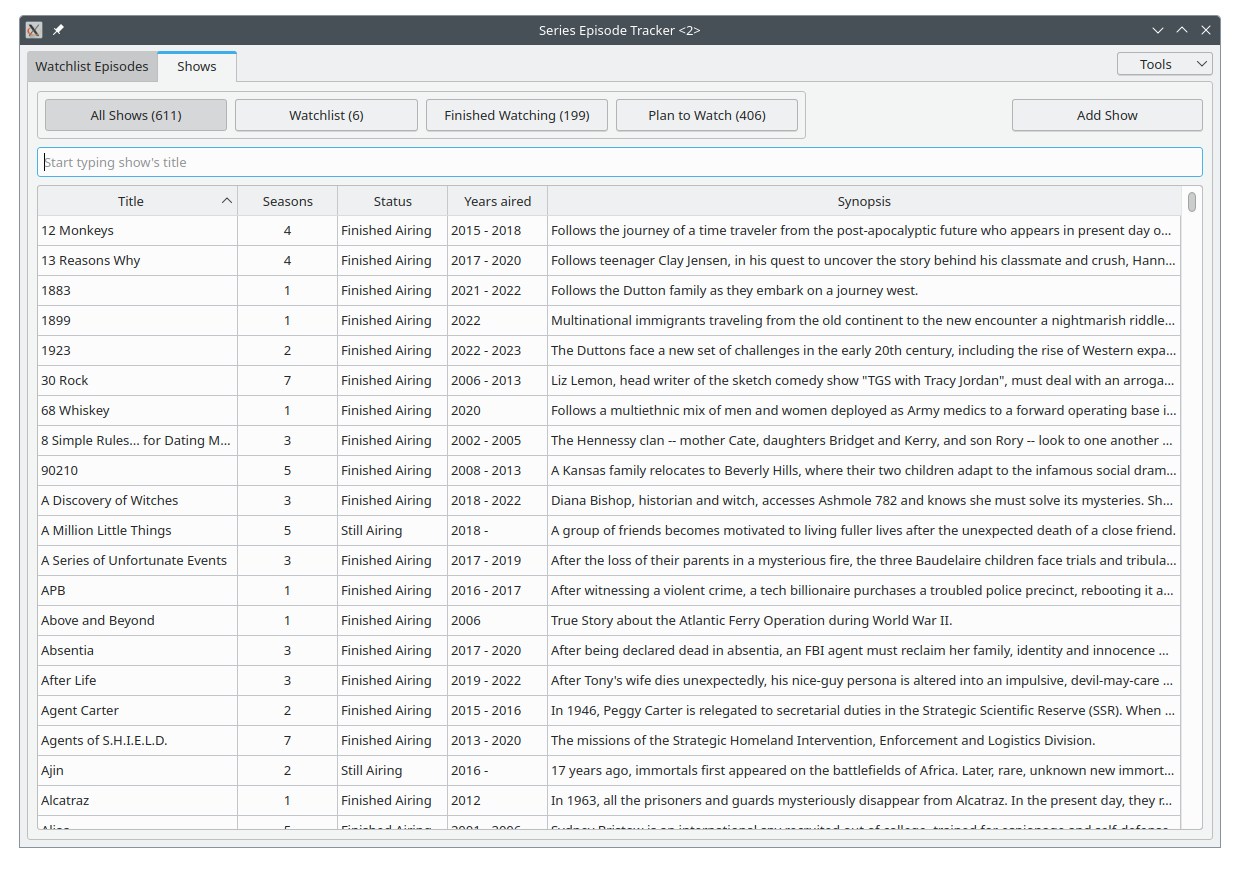 Series Episode Tracker <2>
Watchlist Episodes Shows Tools
All Shows (611) Watchlist (6) Finished Watching (199) Plan to Watch (406) Add Show
Start typing show's title
Title Seasons Status Years aired Synopsis
12 Monkeys 4 Finished Airing 2015 - 2018 Follows the journey of a time traveler from the post-apocalyptic future who appears in present day o...
13 Reasons Why 4 Finished Airing 2017 - 2020 Follows teenager Clay Jensen, in his quest to uncover the story behind his classmate and crush, Hann...
1883 1 Finished Airing 2021 - 2022 Follows the Dutton family as they embark on a journey west.
1899 1 Finished Airing 2022 Multinational immigrants traveling from the old continent to the new encounter a nightmarish riddle...
1923 2 Finished Airing 2022 - 2023 The Duttons face a new set of challenges in the early 20th century, including the rise of Western expa...
30 Rock 7 Finished Airing 2006 - 2013 Liz Lemon, head writer of the sketch comedy show "TGS with Tracy Jordan", must deal with an arroga...
68 Whiskey 1 Finished Airing 2020 Follows a multiethnic mix of men and women deployed as Army medics to a forward operating base i...
8 Simple Rules... for Dating M... 3 Finished Airing 2002 - 2005 The Hennessy clan -- mother Cate, daughters Bridget and Kerry, and son Rory -- look to one another ...
90210 5 Finished Airing 2008 - 2013 A Kansas family relocates to Beverly Hills, where their two children adapt to the infamous social dram...
A Discovery of Witches 3 Finished Airing 2018 - 2022 Diana Bishop, historian and witch, accesses Ashmole 782 and knows she must solve its mysteries. Sh...
A Million Little Things 5 Still Airing 2018 - A group of friends becomes motivated to living fuller lives after the unexpected death of a close friend.
A Series of Unfortunate Events 3 Finished Airing 2017 - 2019 After the loss of their parents in a mysterious fire, the three Baudelaire children face trials and tribula...
APB 1 Finished Airing 2016 - 2017 After witnessing a violent crime, a tech billionaire purchases a troubled police precinct, rebooting it a...
Above and Beyond 1 Finished Airing 2006 True Story about the Atlantic Ferry Operation during World War II.
Absentia 3 Finished Airing 2017 - 2020 After being declared dead in absentia, an FBI agent must reclaim her family, identity and innocence ...
After Life 3 Finished Airing 2019 - 2022 After Tony's wife dies unexpectedly, his nice-guy persona is altered into an impulsive, devil-may-care ...
Agent Carter 2 Finished Airing 2015 - 2016 In 1946, Peggy Carter is relegated to secretarial duties in the Strategic Scientific Reserve (SSR). When ...
Agents of S.H.I.E.L.D. 7 Finished Airing 2013 - 2020 The missions of the Strategic Homeland Intervention, Enforcement and Logistics Division.
Ajin 2 Still Airing 2016 - 17 years ago, immortals first appeared on the battlefields of Africa. Later, rare, unknown new immort...
Alcatraz 1 Finished Airing 2012 In 1963, all the prisoners and guards mysteriously disappear from Alcatraz. In the present day, they r...